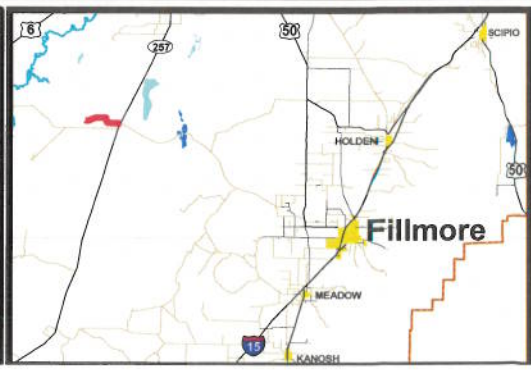 6
257
50
SCIPIO
HOLDEN
50
Fillmore
MEADOW
15
KANOSH